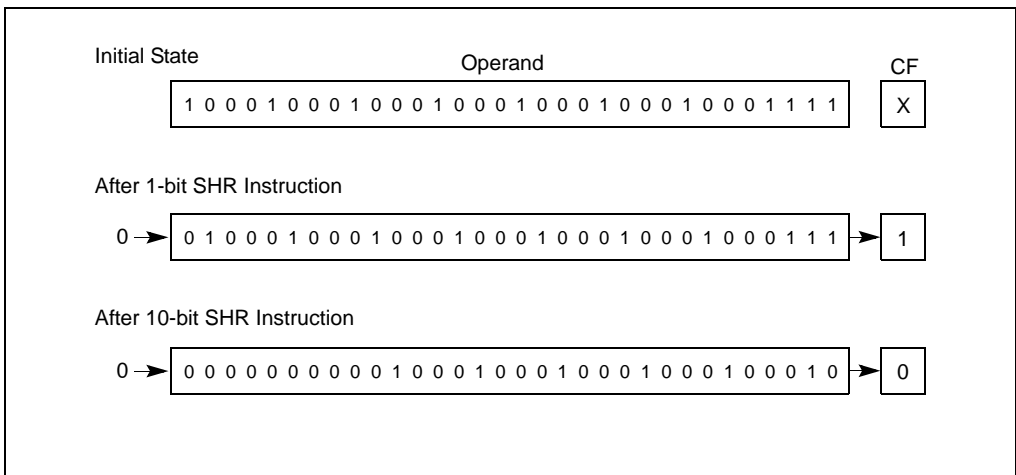 Initial State
Operand
CF
1 0 0 0 1 0 0 0 1 0 0 0 1 0 0 0 1 0 0 0 1 0 0 0 1 0 0 0 1 1 1 1 X
After 1-bit SHR Instruction
0 0 1 0 0 0 1 0 0 0 1 0 0 0 1 0 0 0 1 0 0 0 1 0 0 0 1 0 0 0 1 1 1 1
After 10-bit SHR Instruction
0 0 0 0 0 0 0 0 0 0 0 1 0 0 0 1 0 0 0 1 0 0 0 1 0 0 0 1 0 0 0 1 0 0